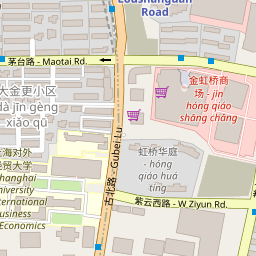 Loushanguan
Road
茅台路 - Maotai Rd.
金虹桥商
场 - jīn
hóng qiáo
shāng chǎng
大金更小区
dà jīn gèng
xiǎo qū
古北路 - Gubei Lu
虹桥华庭
- hóng
qiáo huá
tíng
上海对外
经贸大学
Shanghai
University
International
Business
Economics
紫云西路 - W Ziyun Rd.